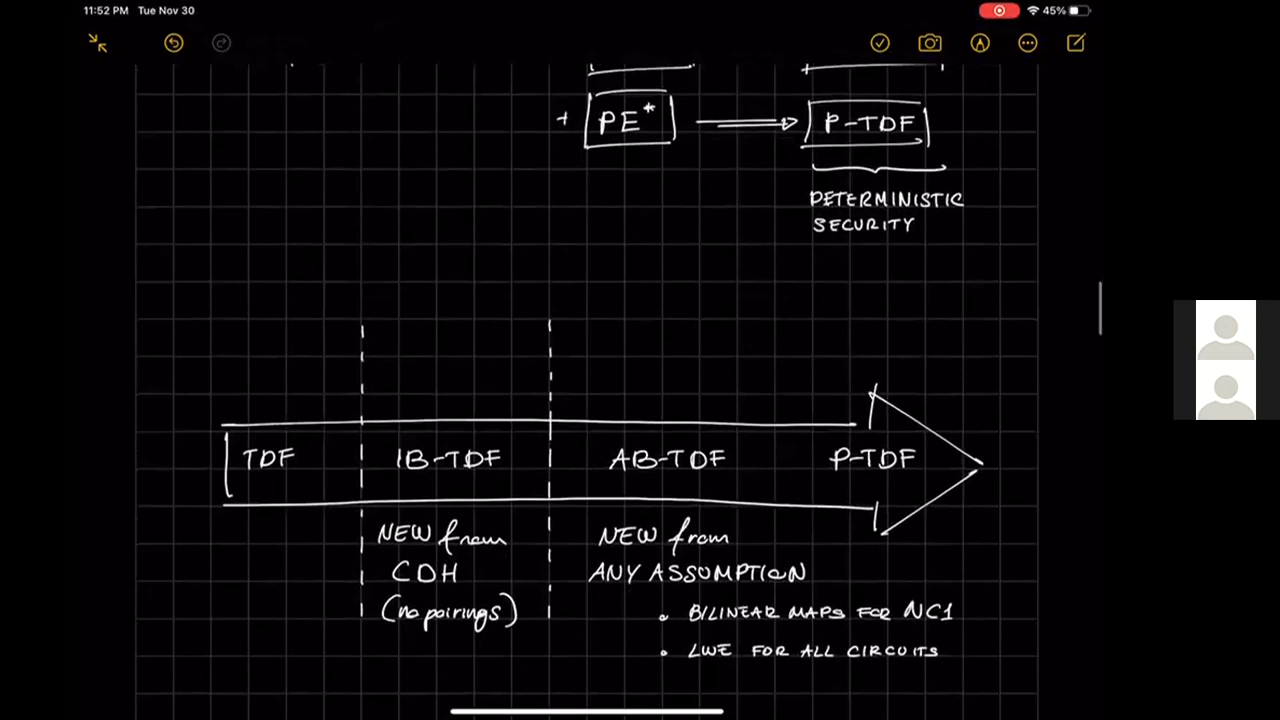 11:52 PM Tue Nov 30
45%
+ PE* ⟹ P-TDF
DETERMINISTIC
SECURITY
TDF IB-TDF AB-TDF P-TDF
NEW from
CDH
(no pairings)
NEW from
ANY ASSUMPTION
• BILINEAR MAPS FOR NC1
• LWE FOR ALL CIRCUITS